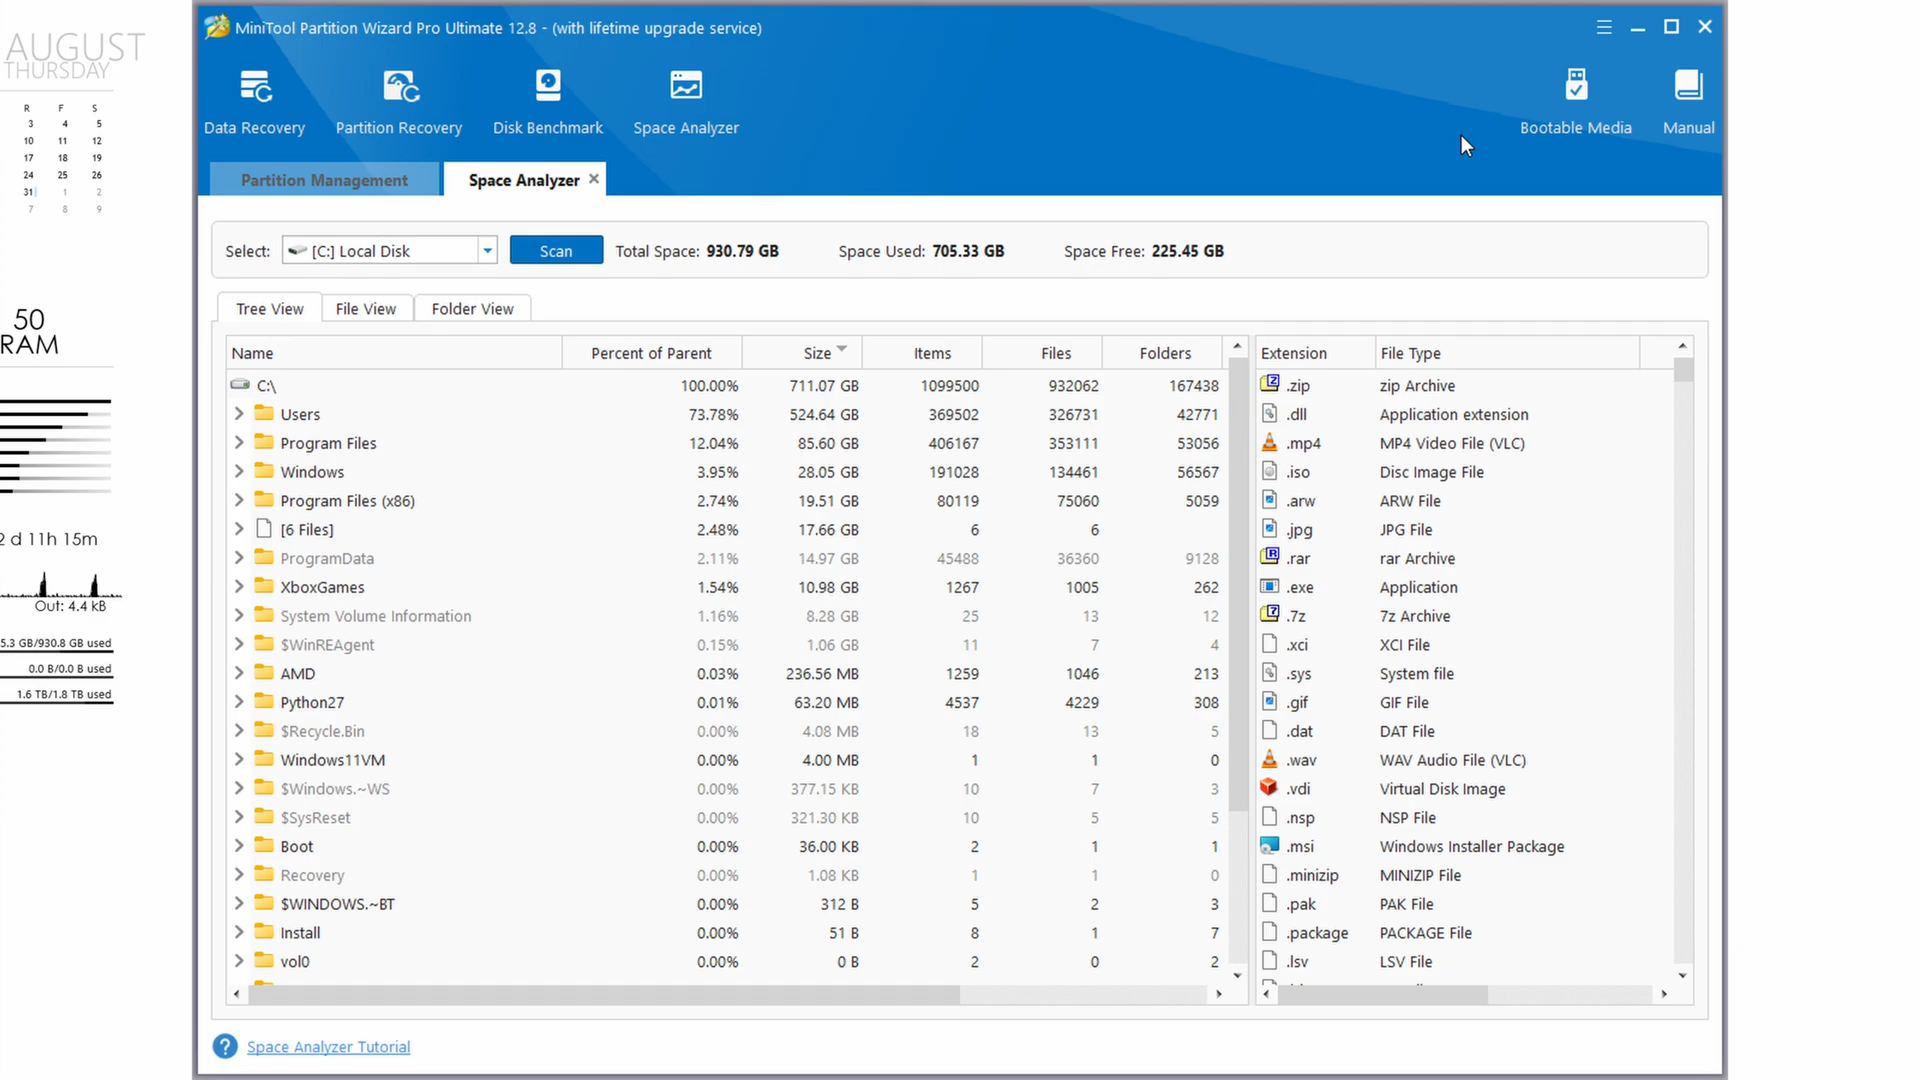 AUGUST
THURSDAY
R F S
3 4 5
10 11 12
17 18 19
24 25 26
31 1 2
7 8 9
50
RAM
2 d 11h 15m
Out: 4.4 kB
5.3 GB/930.8 GB used
0.0 B/0.0 B used
1.6 TB/1.8 TB used
MiniTool Partition Wizard Pro Ultimate 12.8 - (with lifetime upgrade service)
Data Recovery Partition Recovery Disk Benchmark Space Analyzer Bootable Media Manual
Partition Management Space Analyzer
Select: [C:] Local Disk Scan Total Space: 930.79 GB Space Used: 705.33 GB Space Free: 225.45 GB
Tree View File View Folder View
Name Percent of Parent Size Items Files Folders
C:\ 100.00% 711.07 GB 1099500 932062 167438
Users 73.78% 524.64 GB 369502 326731 42771
Program Files 12.04% 85.60 GB 406167 353111 53056
Windows 3.95% 28.05 GB 191028 134461 56567
Program Files (x86) 2.74% 19.51 GB 80119 75060 5059
[6 Files] 2.48% 17.66 GB 6 6
ProgramData 2.11% 14.97 GB 45488 36360 9128
XboxGames 1.54% 10.98 GB 1267 1005 262
System Volume Information 1.16% 8.28 GB 25 13 12
$WinREAgent 0.15% 1.06 GB 11 7 4
AMD 0.03% 236.56 MB 1259 1046 213
Python27 0.01% 63.20 MB 4537 4229 308
$Recycle.Bin 0.00% 4.08 MB 18 13 5
Windows11VM 0.00% 4.00 MB 1 1 0
$Windows.~WS 0.00% 377.15 KB 10 7 3
$SysReset 0.00% 321.30 KB 10 5 5
Boot 0.00% 36.00 KB 2 1 1
Recovery 0.00% 1.08 KB 1 1 0
$WINDOWS.~BT 0.00% 312 B 5 2 3
Install 0.00% 51 B 8 1 7
vol0 0.00% 0 B 2 0 2
Extension File Type
.zip zip Archive
.dll Application extension
.mp4 MP4 Video File (VLC)
.iso Disc Image File
.arw ARW File
.jpg JPG File
.rar rar Archive
.exe Application
.7z 7z Archive
.xci XCI File
.sys System file
.gif GIF File
.dat DAT File
.wav WAV Audio File (VLC)
.vdi Virtual Disk Image
.nsp NSP File
.msi Windows Installer Package
.minizip MINIZIP File
.pak PAK File
.package PACKAGE File
.lsv LSV File
Space Analyzer Tutorial